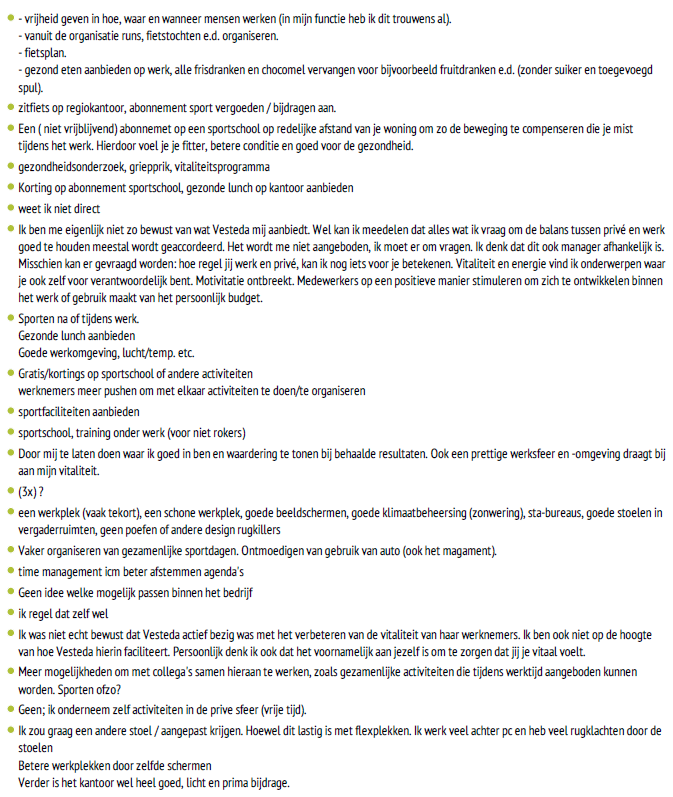 - vrijheid geven in hoe, waar en wanneer mensen werken (in mijn functie heb ik dit trouwens al).
- vanuit de organisatie runs, fietstochten e.d. organiseren.
- fietsplan.
- gezond eten aanbieden op werk, alle frisdranken en chocomel vervangen voor bijvoorbeeld fruitdranken e.d. (zonder suiker en toegevoegd
spul).
zitfiets op regiokantoor, abonnement sport vergoeden / bijdragen aan.
Een ( niet vrijblijvend) abonnemet op een sportschool op redelijke afstand van je woning om zo de beweging te compenseren die je mist
tijdens het werk. Hierdoor voel je je fitter, betere conditie en goed voor de gezondheid.
gezondheidsonderzoek, griepprik, vitaliteitsprogramma
Korting op abonnement sportschool, gezonde lunch op kantoor aanbieden
weet ik niet direct
Ik ben me eigenlijk niet zo bewust van wat Vesteda mij aanbiedt. Wel kan ik meedelen dat alles wat ik vraag om de balans tussen privé en werk
goed te houden meestal wordt geaccordeerd. Het wordt me niet aangeboden, ik moet er om vragen. Ik denk dat dit ook manager afhankelijk is.
Misschien kan er gevraagd worden: hoe regel jij werk en privé, kan ik nog iets voor je betekenen. Vitaliteit en energie vind ik onderwerpen waar
je ook zelf voor verantwoordelijk bent. Motivitatie ontbreekt. Medewerkers op een positieve manier stimuleren om zich te ontwikkelen binnen
het werk of gebruik maakt van het persoonlijk budget.
Sporten na of tijdens werk.
Gezonde lunch aanbieden
Goede werkomgeving, lucht/temp. etc.
Gratis/kortings op sportschool of andere activiteiten
werknemers meer pushen om met elkaar activiteiten te doen/te organiseren
sportfaciliteiten aanbieden
sportschool, training onder werk (voor niet rokers)
Door mij te laten doen waar ik goed in ben en waardering te tonen bij behaalde resultaten. Ook een prettige werksfeer en -omgeving draagt bij
aan mijn vitaliteit.
(3x) ?
een werkplek (vaak tekort), een schone werkplek, goede beeldschermen, goede klimaatbeheersing (zonwering), sta-bureaus, goede stoelen in
vergaderruimten, geen poefen of andere design rugkillers
Vaker organiseren van gezamenlijke sportdagen. Ontmoedigen van gebruik van auto (ook het magament).
time management icm beter afstemmen agenda's
Geen idee welke mogelijk passen binnen het bedrijf
ik regel dat zelf wel
Ik was niet echt bewust dat Vesteda actief bezig was met het verbeteren van de vitaliteit van haar werknemers. Ik ben ook niet op de hoogte
van hoe Vesteda hierin faciliteert. Persoonlijk denk ik ook dat het voornamelijk aan jezelf is om te zorgen dat jij je vitaal voelt.
Meer mogelijkheden om met collega's samen hieraan te werken, zoals gezamenlijke activiteiten die tijdens werktijd aangeboden kunnen
worden. Sporten ofzo?
Geen; ik onderneem zelf activiteiten in de prive sfeer (vrije tijd).
Ik zou graag een andere stoel / aangepast krijgen. Hoewel dit lastig is met flexplekken. Ik werk veel achter pc en heb veel rugklachten door de
stoelen
Betere werkplekken door zelfde schermen
Verder is het kantoor wel heel goed, licht en prima bijdrage.